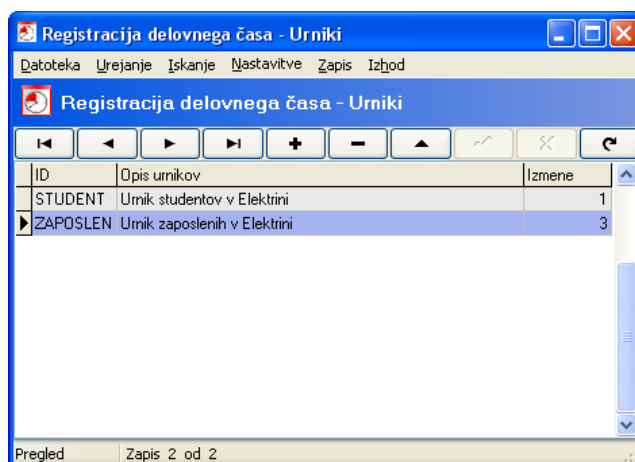 Registracija delovnega časa - Urniki
Datoteka Urejanje Iskanje Nastavitve Zapis Izhod
Registracija delovnega časa - Urniki
ID Opis urnikov Izmene
STUDENT Urnik studentov v Elektrini 1
ZAPOSLEN Urnik zaposlenih v Elektrini 3
Pregled Zapis 2 od 2